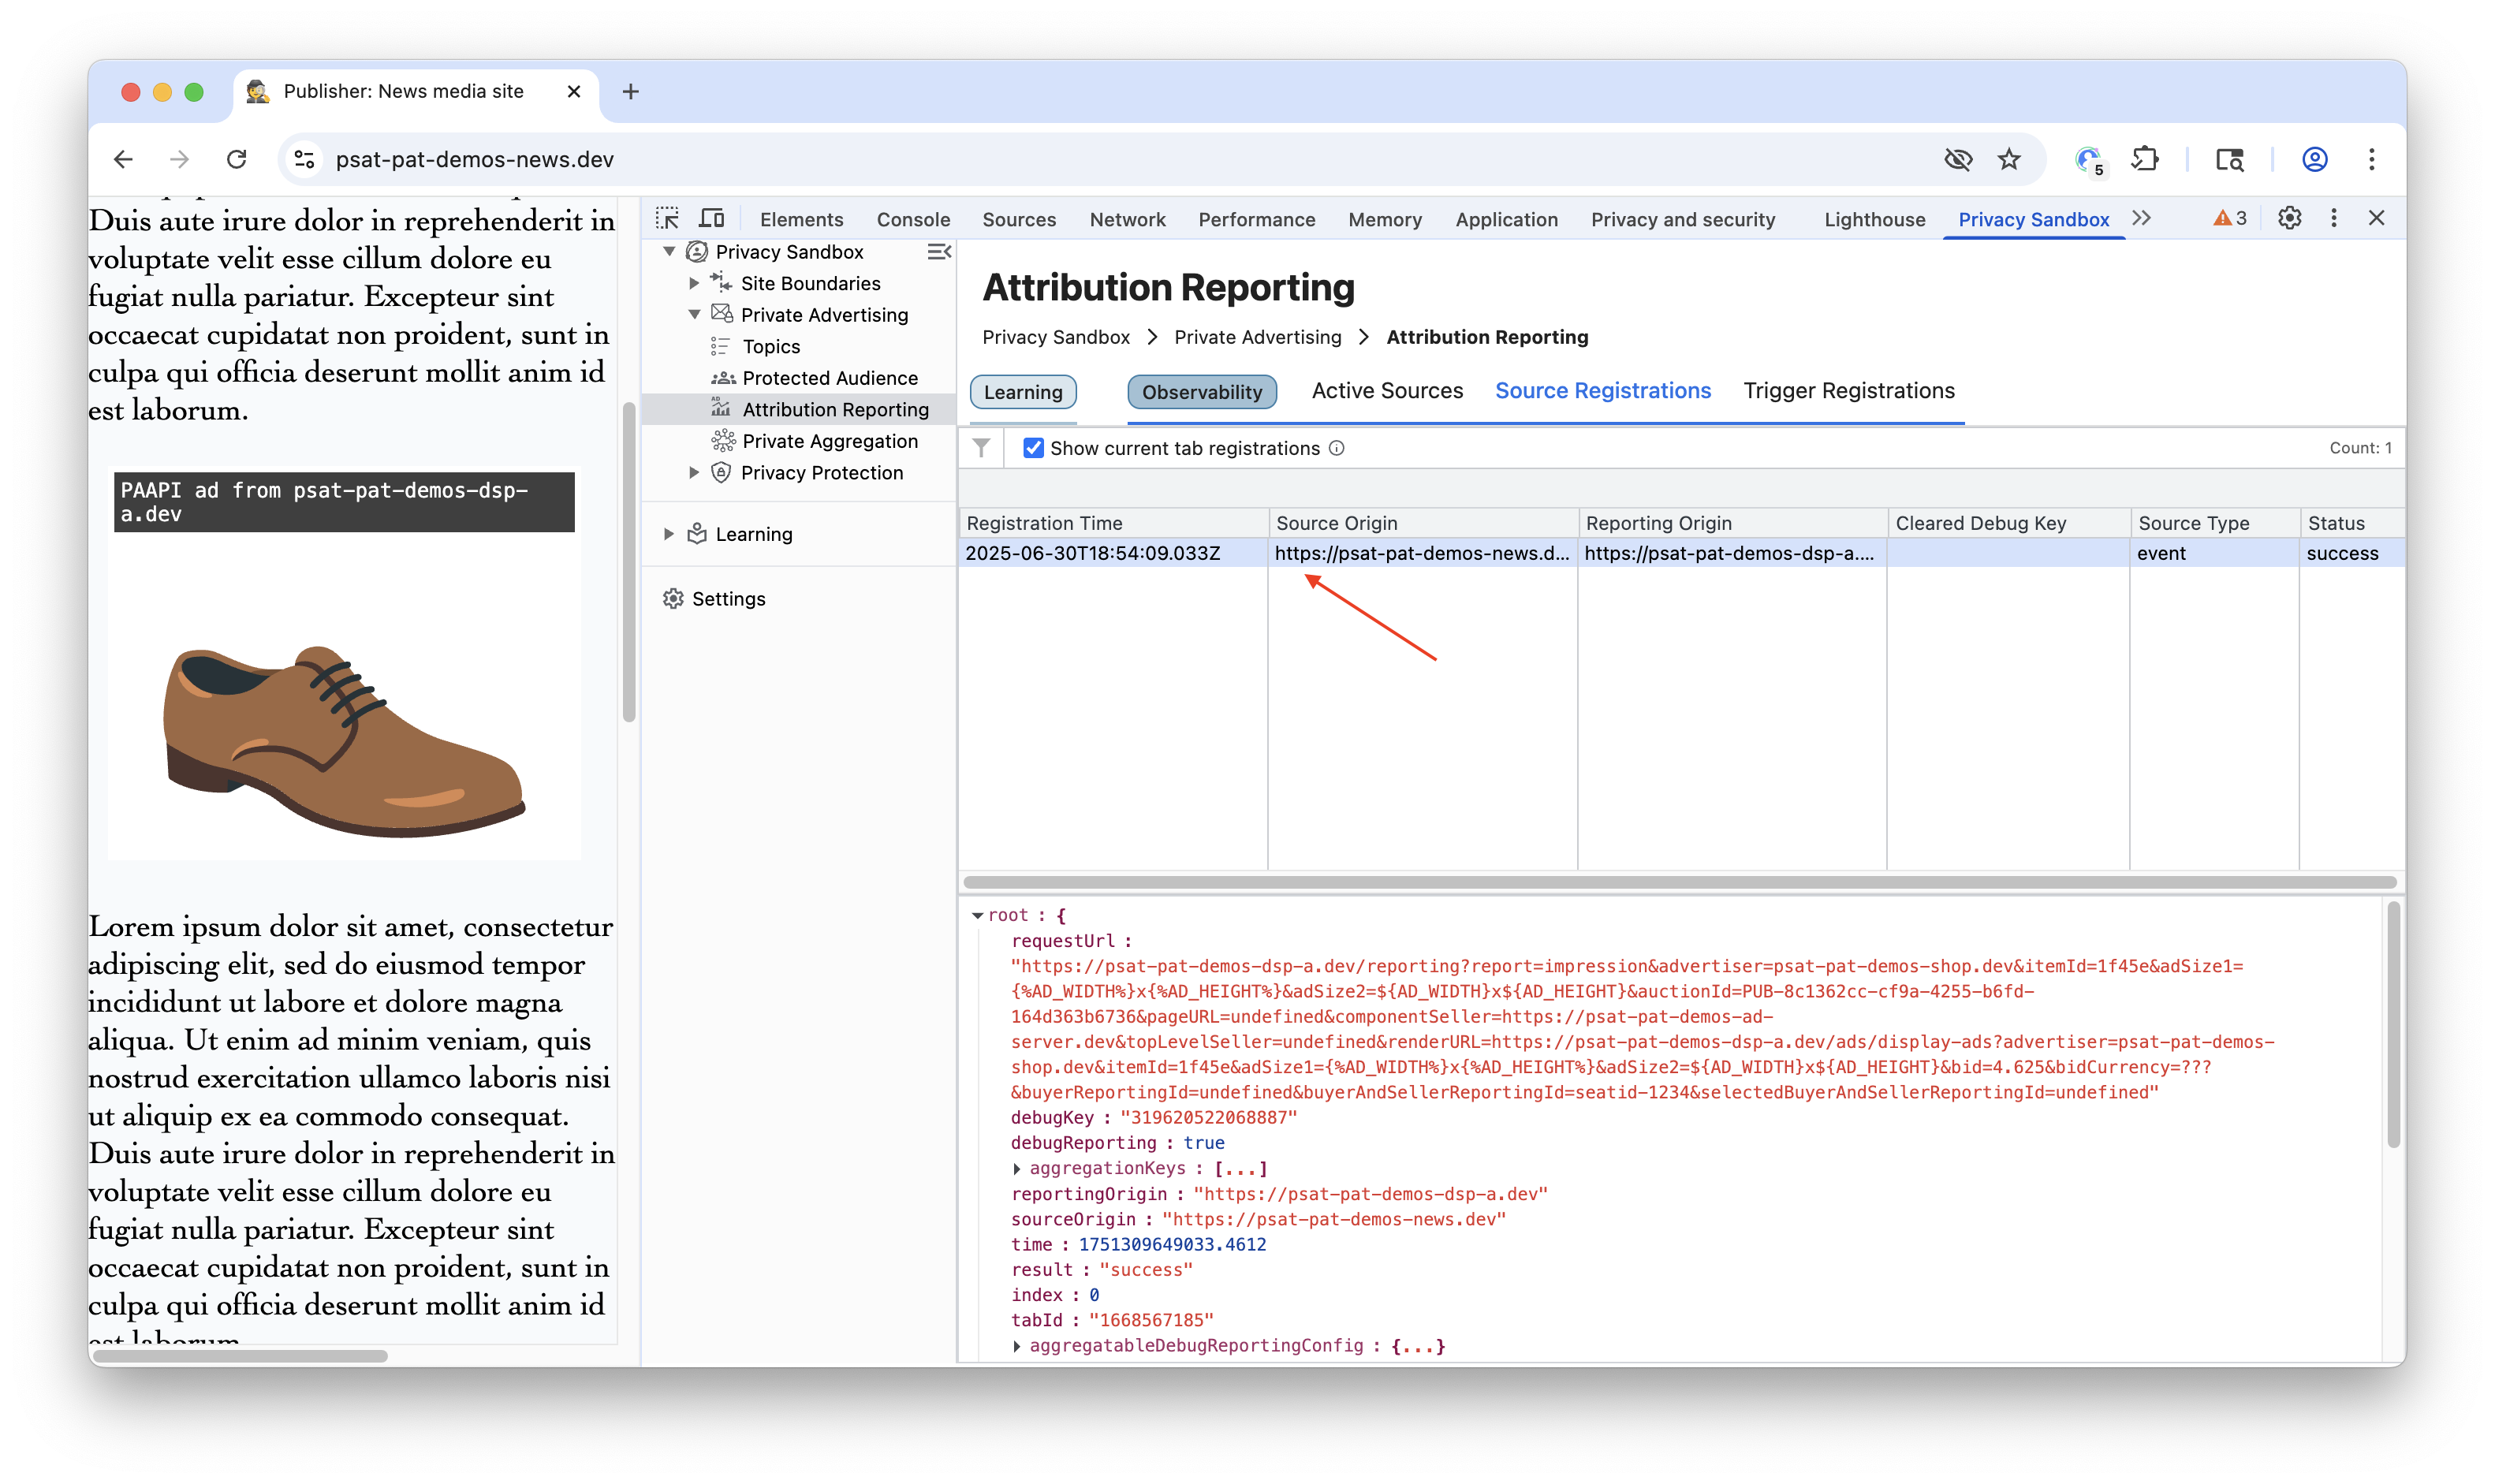 Publisher: News media site
psat-pat-demos-news.dev
5
Duis aute irure dolor in reprehenderit in
voluptate velit esse cillum dolore eu
fugiat nulla pariatur. Excepteur sint
occaecat cupidatat non proident, sunt in
culpa qui officia deserunt mollit anim id
est laborum.
PAAPI ad from psat-pat-demos-dsp-
a.dev
Lorem ipsum dolor sit amet, consectetur
adipiscing elit, sed do eiusmod tempor
incididunt ut labore et dolore magna
aliqua. Ut enim ad minim veniam, quis
nostrud exercitation ullamco laboris nisi
ut aliquip ex ea commodo consequat.
Duis aute irure dolor in reprehenderit in
voluptate velit esse cillum dolore eu
fugiat nulla pariatur. Excepteur sint
occaecat cupidatat non proident, sunt in
culpa qui officia deserunt mollit anim id
est laborum.
Elements Console Sources Network Performance Memory Application Privacy and security Lighthouse Privacy Sandbox 3
Privacy Sandbox
Site Boundaries
Private Advertising
Topics
Protected Audience
AD
Attribution Reporting
Private Aggregation
Privacy Protection
Learning
Settings
Attribution Reporting
Privacy Sandbox > Private Advertising > Attribution Reporting
Learning Observability Active Sources Source Registrations Trigger Registrations
Show current tab registrations Count: 1
Registration Time Source Origin Reporting Origin Cleared Debug Key Source Type Status
2025-06-30T18:54:09.033Z https://psat-pat-demos-news.d... https://psat-pat-demos-dsp-a.... event success
root : {
requestUrl :
"https://psat-pat-demos-dsp-a.dev/reporting?report=impression&advertiser=psat-pat-demos-shop.dev&itemId=1f45e&adSize1=
{%AD_WIDTH%}x{%AD_HEIGHT%}&adSize2=${AD_WIDTH}x${AD_HEIGHT}&auctionId=PUB-8c1362cc-cf9a-4255-b6fd-
164d363b6736&pageURL=undefined&componentSeller=https://psat-pat-demos-ad-
server.dev&topLevelSeller=undefined&renderURL=https://psat-pat-demos-dsp-a.dev/ads/display-ads?advertiser=psat-pat-demos-
shop.dev&itemId=1f45e&adSize1={%AD_WIDTH%}x{%AD_HEIGHT%}&adSize2=${AD_WIDTH}x${AD_HEIGHT}&bid=4.625&bidCurrency=???
&buyerReportingId=undefined&buyerAndSellerReportingId=seatid-1234&selectedBuyerAndSellerReportingId=undefined"
debugKey : "319620522068887"
debugReporting : true
aggregationKeys : [...]
reportingOrigin : "https://psat-pat-demos-dsp-a.dev"
sourceOrigin : "https://psat-pat-demos-news.dev"
time : 1751309649033.4612
result : "success"
index : 0
tabId : "1668567185"
aggregatableDebugReportingConfig : {...}